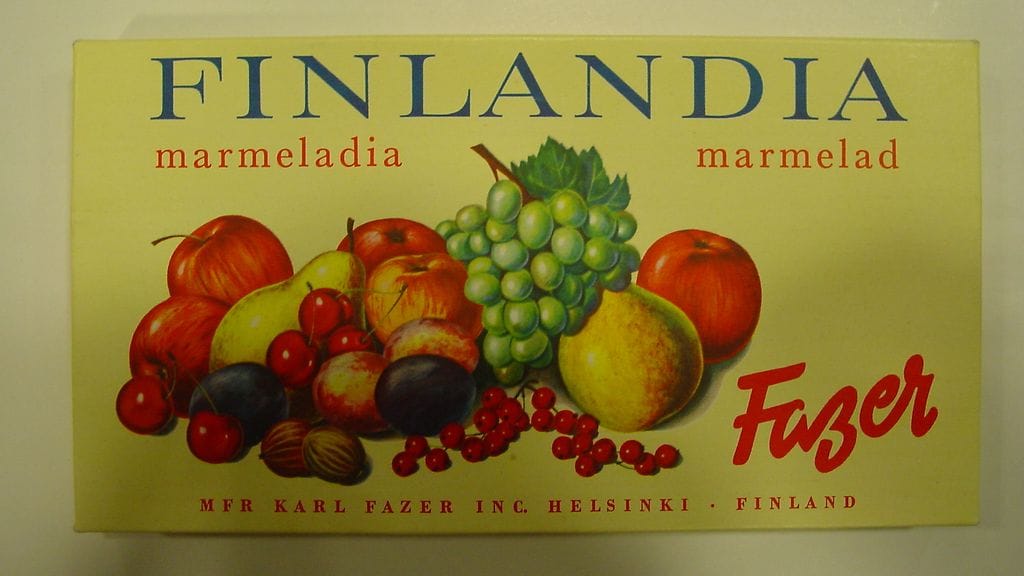 FINLANDIA
marmeladia marmelad
Fazer
MFR KARL FAZER INC. HELSINKI · FINLAND